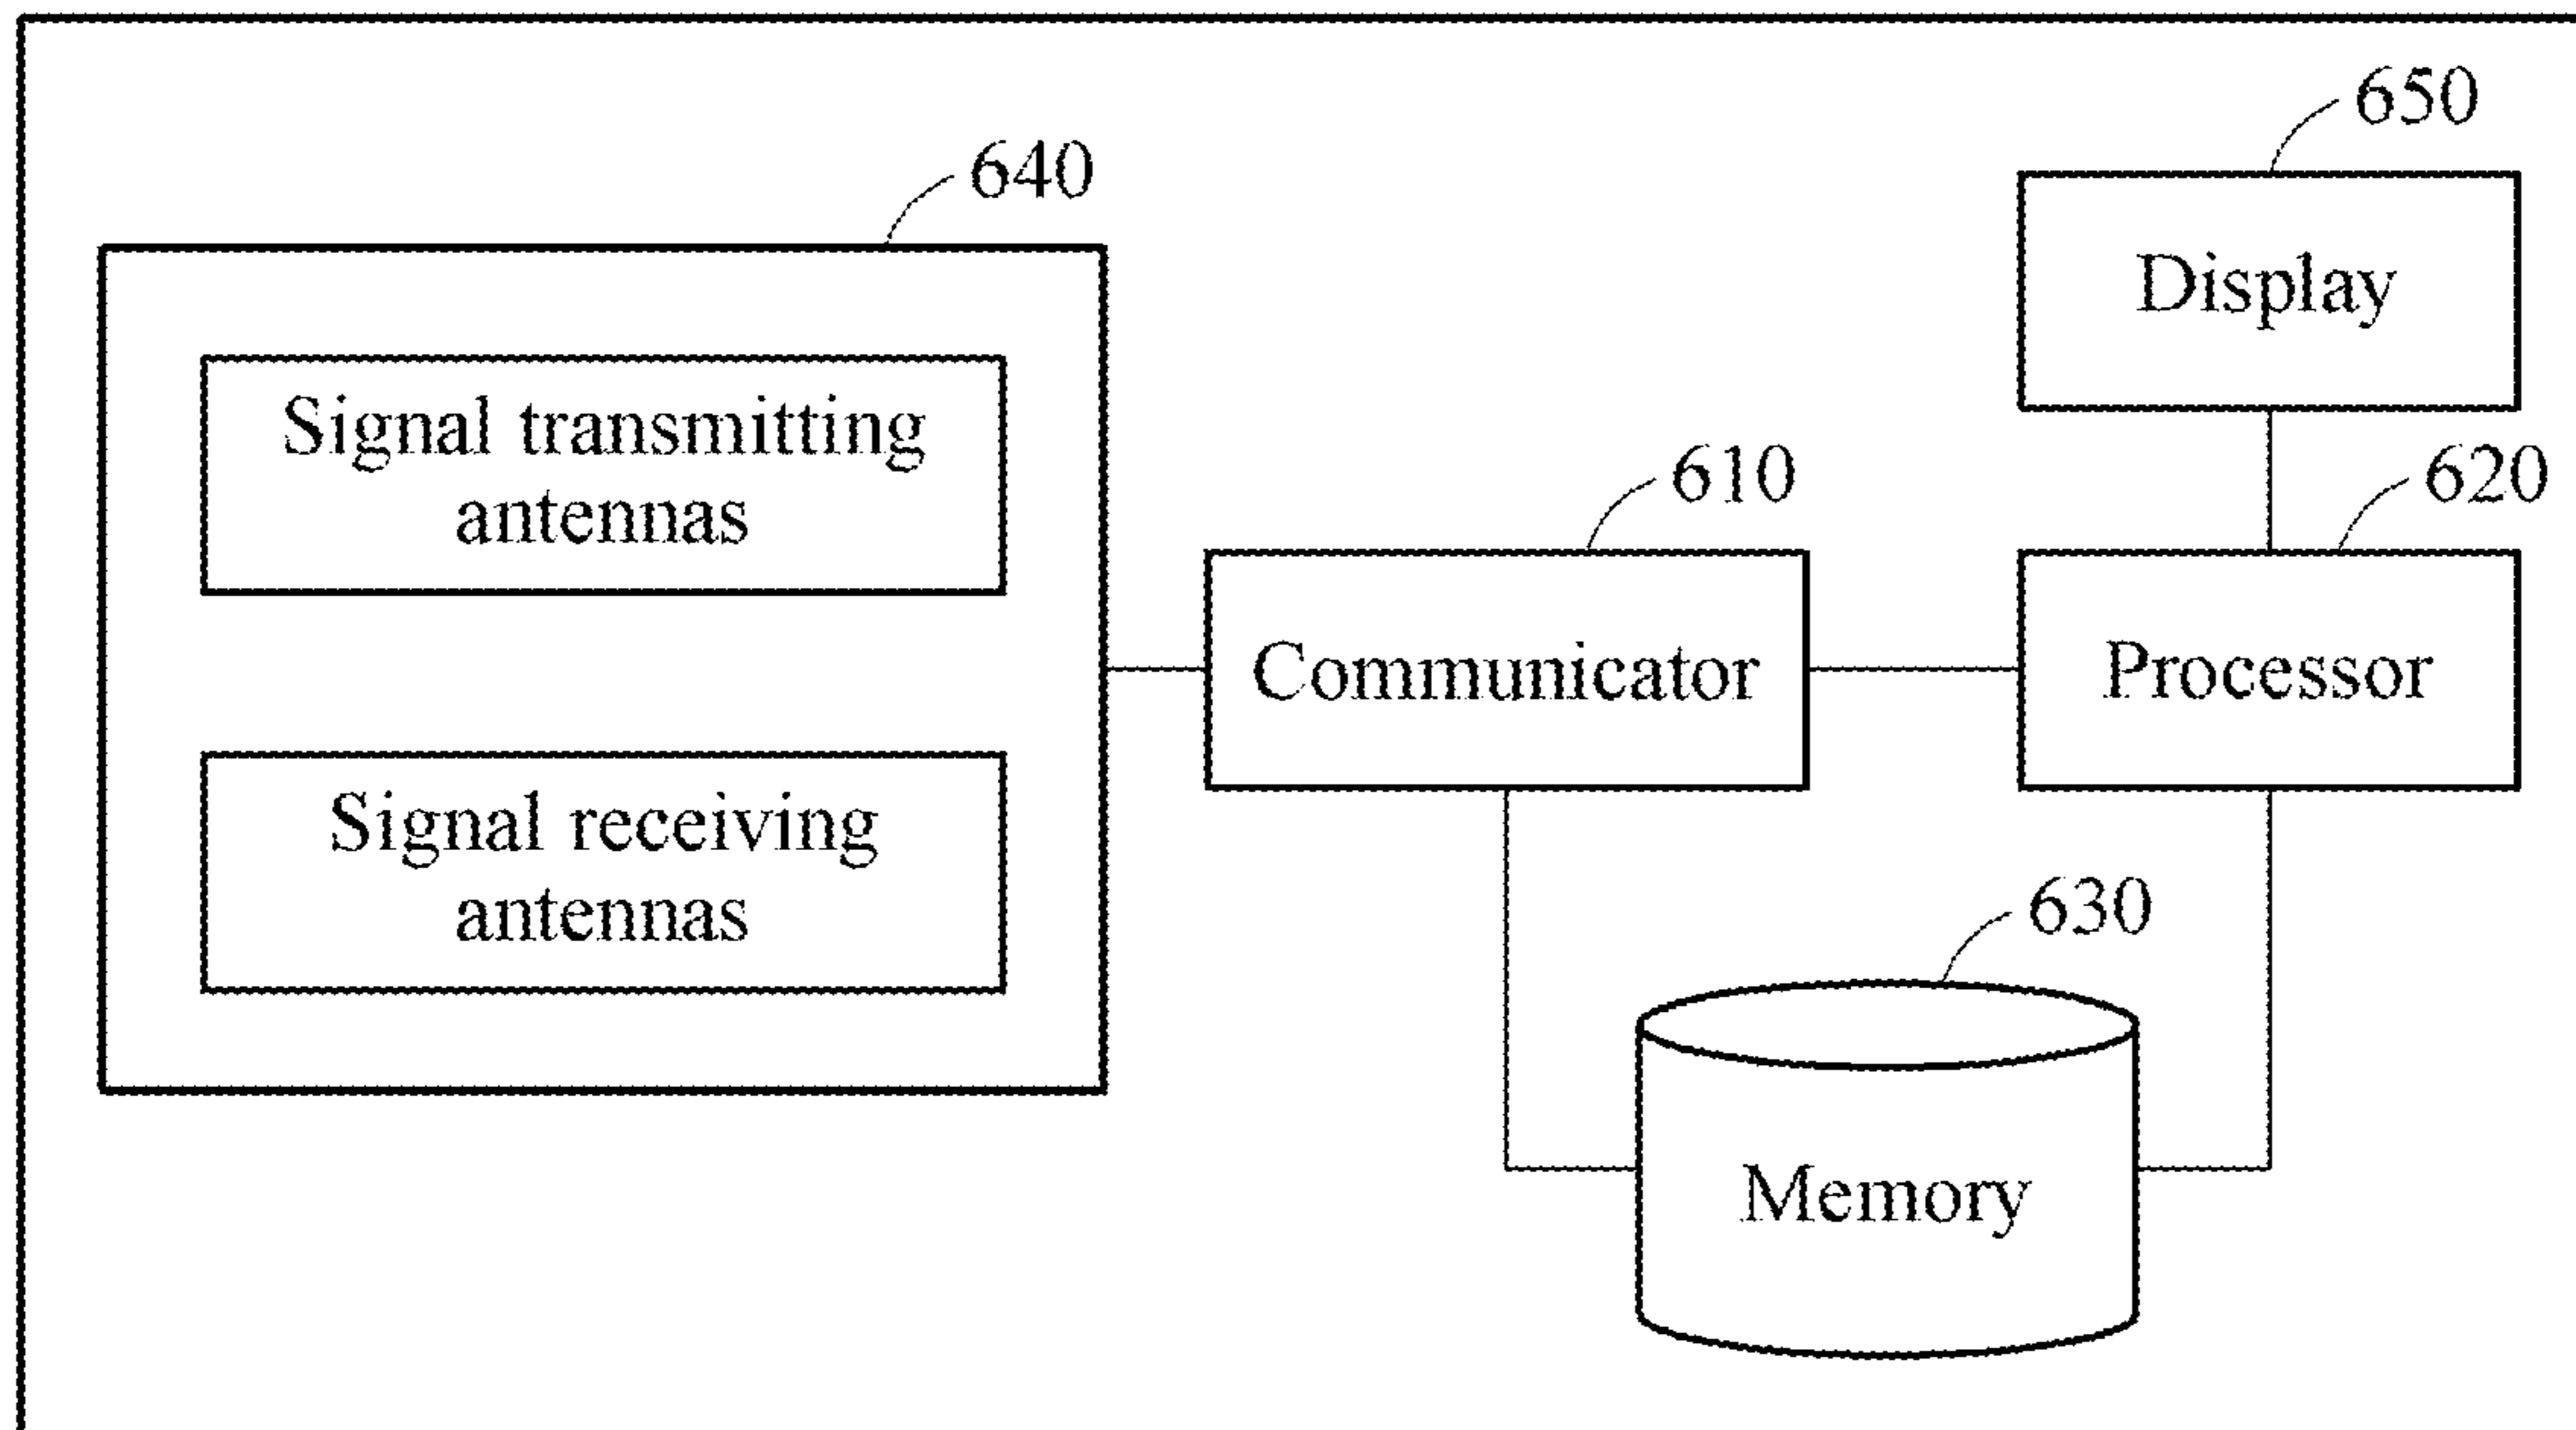 650
640
Display
Signal transmitting
antennas
610
620
Communicator
Processor
Signal receiving
antennas
630
Memory